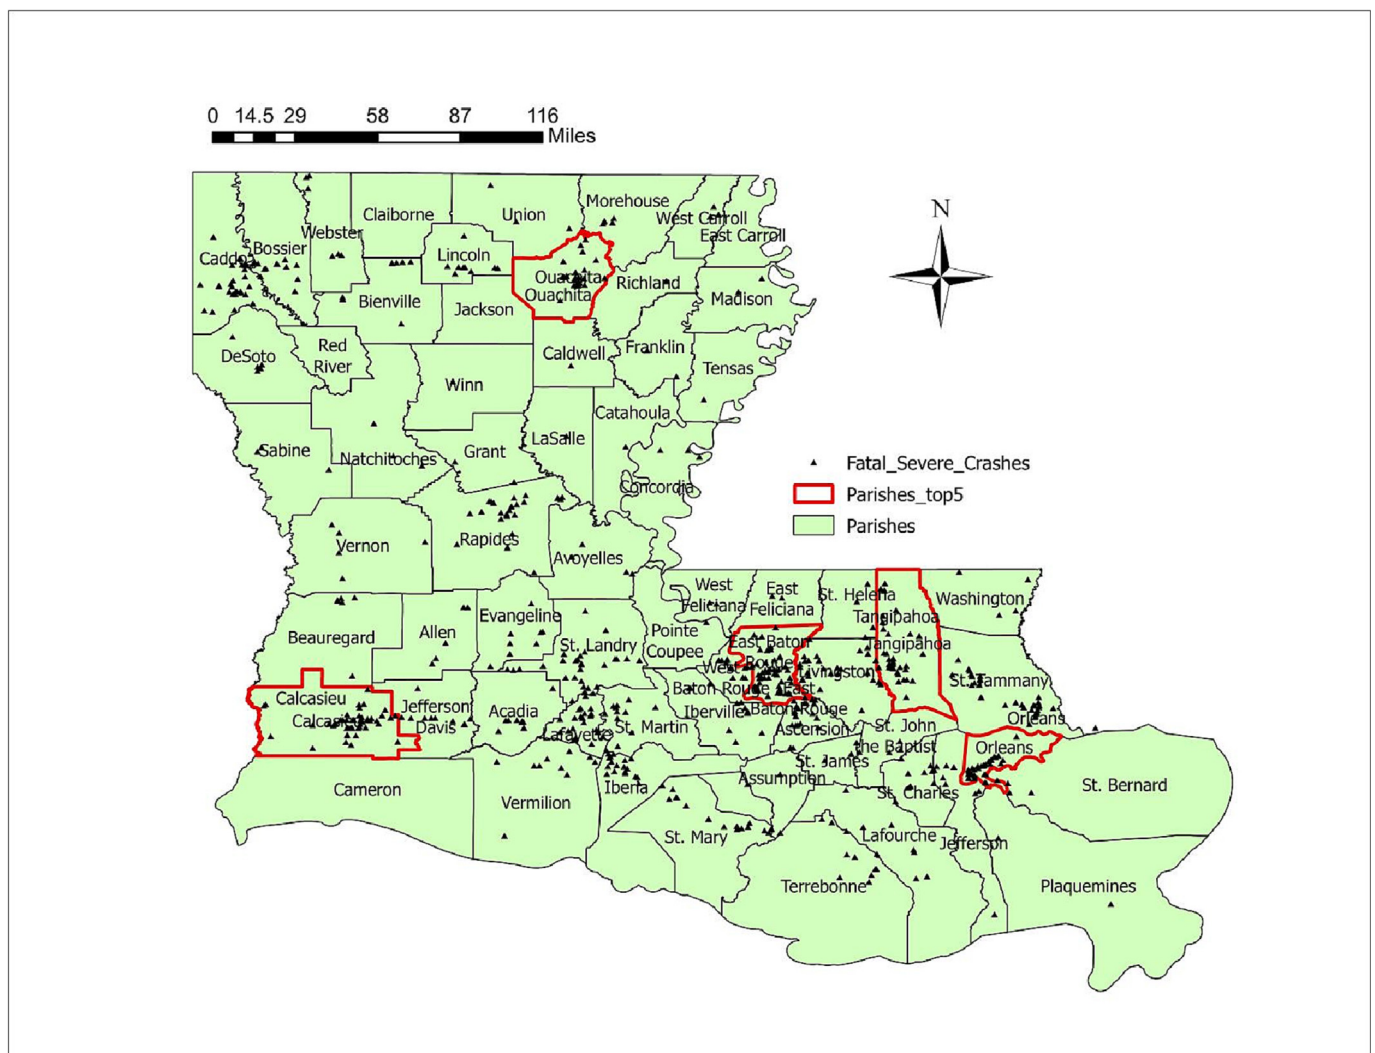 0 14.5 29 58 87 116
Miles
Morehouse
Claiborne
Union
West Carroll
Webster
East Carroll
Bossier
Caddo
Lincoln
Ouachita
Richland
Ouachita
Madison
Bienville
Jackson
Red
River
DeSoto
Caldwell
Franklin
Tensas
Winn
Catahoula
LaSalle
Sabine
Grant
Natchitoches
Concordia
N
Fatal_Severe_Crashes
Parishes_top5
Parishes
Rapides
Vernon
Avoyelles
West
Feliciana
East
Feliciana
St. Helena
Washington
Tangipahoa
Evangeline
Allen
Beauregard
Pointe
Coupee
St. Landry
East Baton
Rouge
Tangipahoa
West
Baton Rouge
Livingston
St. Tammany
East
Baton Rouge
Calcasieu
Calcasieu
Jefferson
Davis
Acadia
Lafayette
St. Martin
Iberville
Ascension
St. John
the Baptist
Orleans
Orleans
St. James
Assumption
St. Charles
St. Bernard
Cameron
Vermilion
Iberia
St. Mary
Lafourche
Jefferson
Terrebonne
Plaquemines